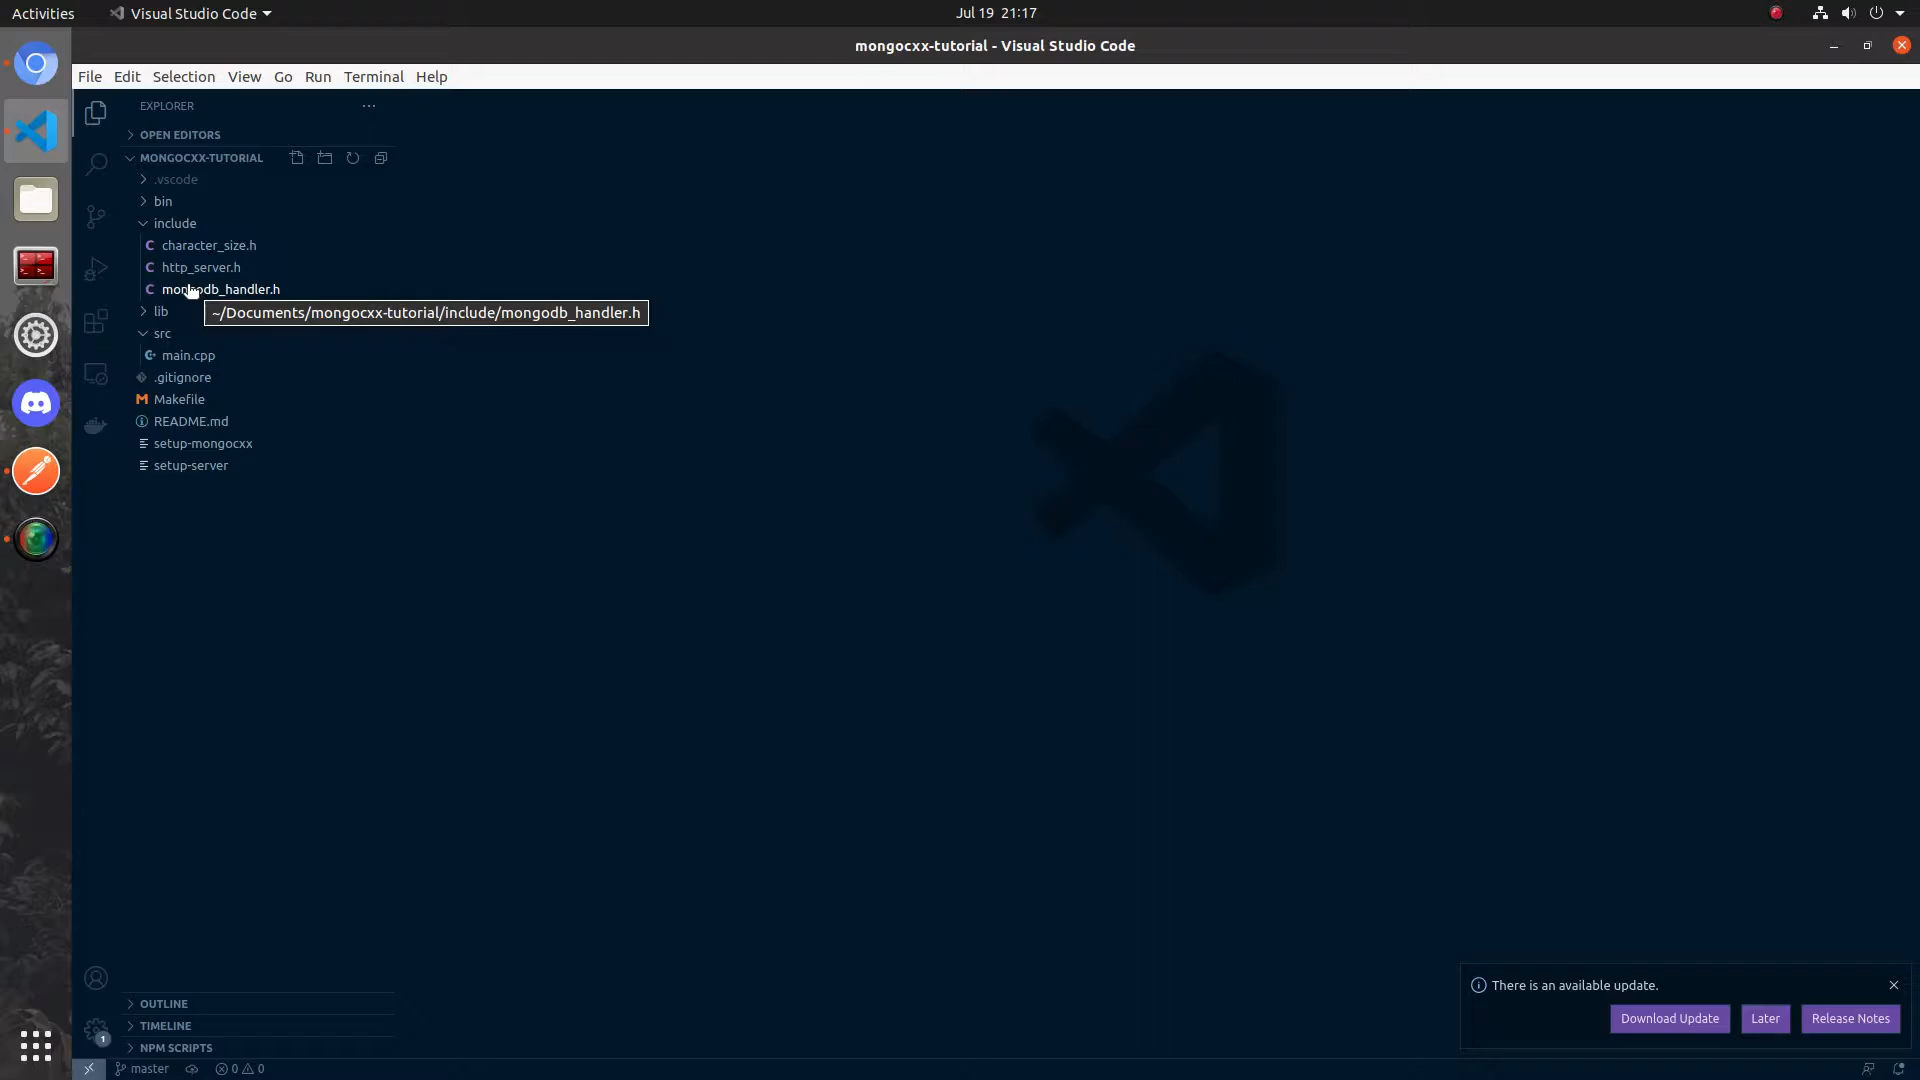 Activities
Visual Studio Code
Jul 19 21:17
mongocxx-tutorial - Visual Studio Code
File Edit Selection View Go Run Terminal Help
EXPLORER
OPEN EDITORS
MONGOCXX-TUTORIAL
.vscode
bin
include
C character_size.h
C http_server.h
C mongodb_handler.h
lib
~/Documents/mongocxx-tutorial/include/mongodb_handler.h
src
main.cpp
.gitignore
M Makefile
README.md
setup-mongocxx
setup-server
There is an available update.
Download Update
Later
Release Notes
OUTLINE
TIMELINE
1
NPM SCRIPTS
master
0
0